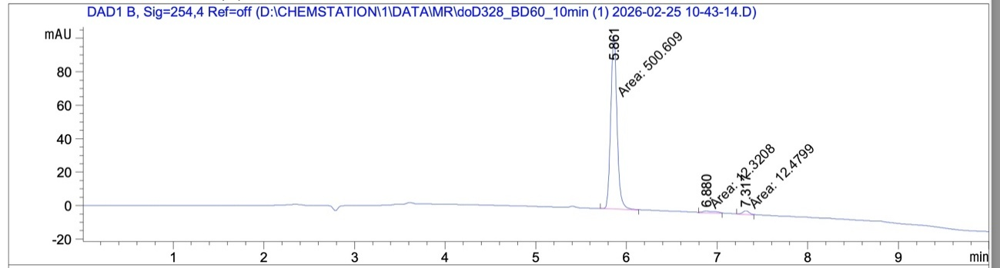 DAD1 B, Sig=254,4 Ref=off (D:\CHEMSTATION\1\DATA\MR\doD328_BD60_10min (1) 2026-02-25 10-43-14.D)
mAU
80
60
40
20
0
-20
5.861
Area: 500.609
6.880
Area: 12.3208
7.311
Area: 12.4799
1 2 3 4 5 6 7 8 9 min